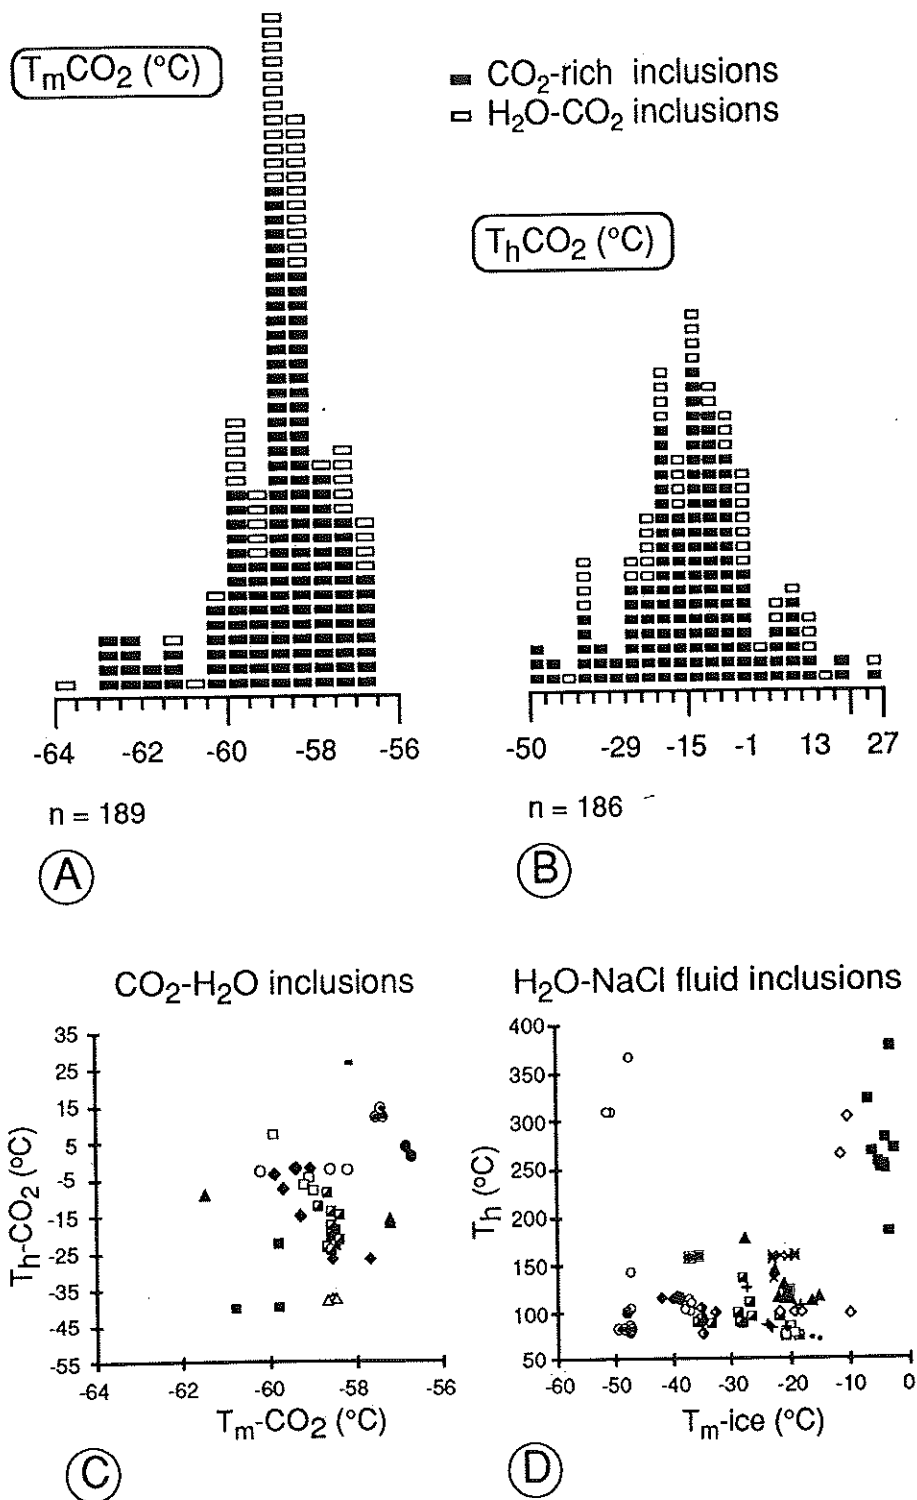 TmCO2 (°C)
CO2-rich inclusions
H2O-CO2 inclusions
ThCO2 (°C)
-64 -62 -60 -58 -56
n = 189
A
-50 -29 -15 -1 13 27
n = 186
B
CO2-H2O inclusions
35
25
15
5
-5
-15
-25
-35
-45
-55
Th-CO2 (°C)
-64 -62 -60 -58 -56
Tm-CO2 (°C)
C
H2O-NaCl fluid inclusions
400
350
300
250
200
150
100
50
Th (°C)
-60 -50 -40 -30 -20 -10 0
Tm-ice (°C)
D